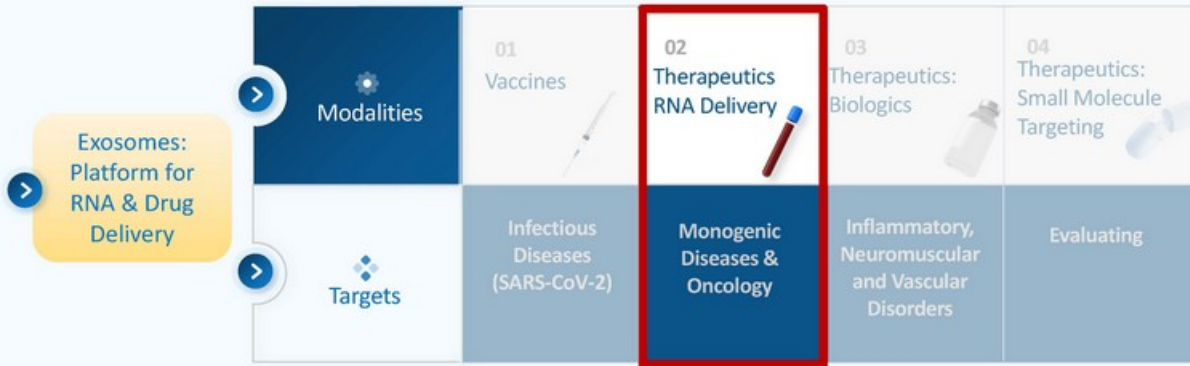 Exosomes:
Platform for
RNA & Drug
Delivery
Modalities
01
Vaccines
02
Therapeutics
RNA Delivery
03
Therapeutics:
Biologics
04
Therapeutics:
Small Molecule
Targeting
Targets
Infectious
Diseases
(SARS-CoV-2)
Monogenic
Diseases &
Oncology
Inflammatory,
Neuromuscular
and Vascular
Disorders
Evaluating